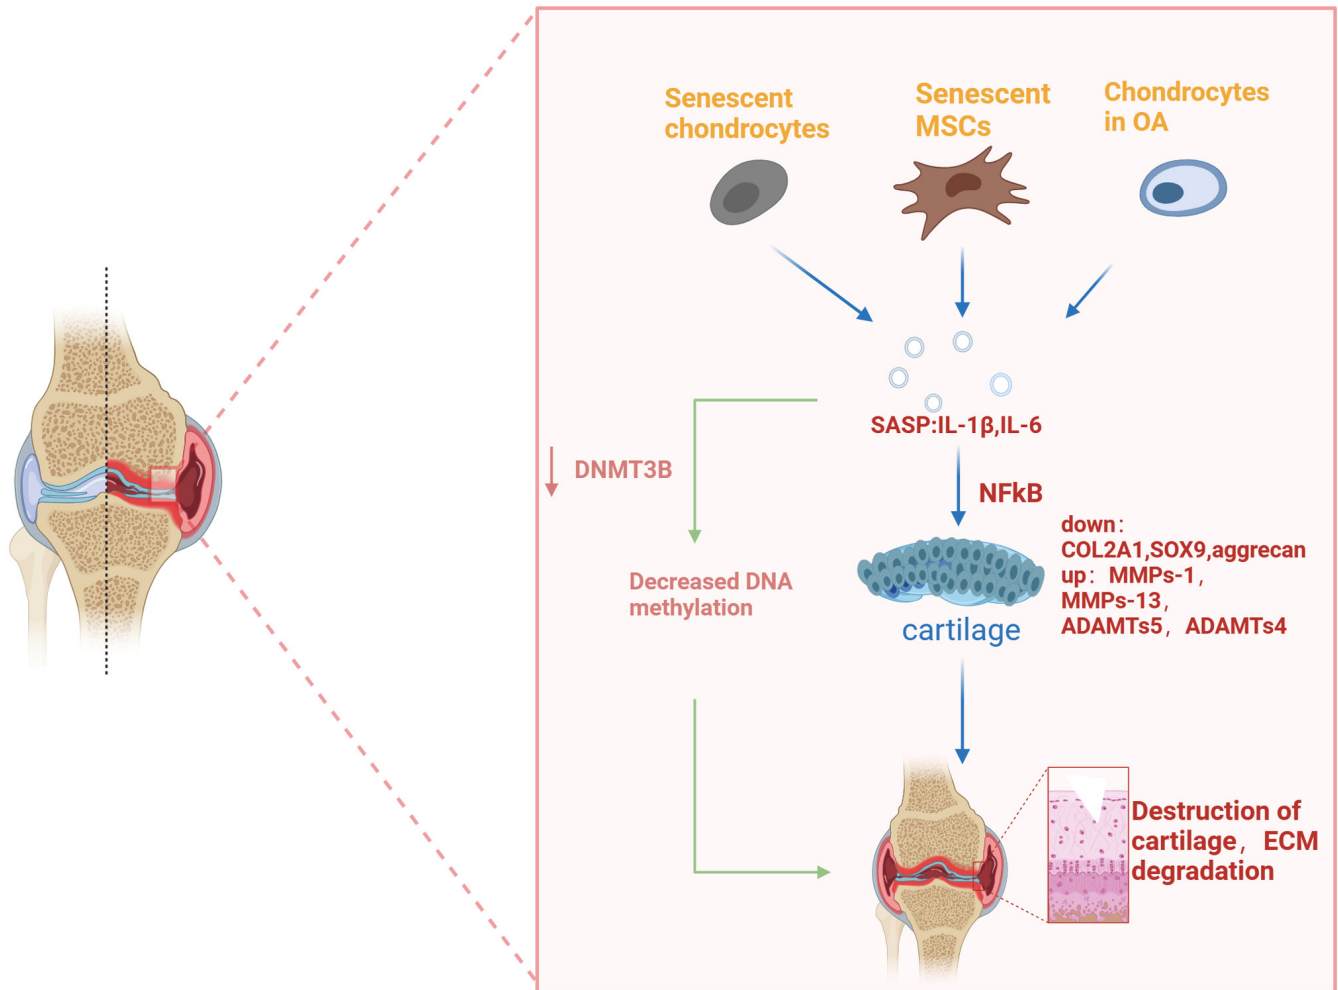 Senescent
chondrocytes
Senescent
MSCs
Chondrocytes
in OA
SASP:IL-1β,IL-6
DNMT3B
NFkB
down：
COL2A1,SOX9,aggrecan
up：MMPs-1，
MMPs-13，
ADAMTs5，ADAMTs4
Decreased DNA
methylation
cartilage
Destruction of
cartilage，ECM
degradation